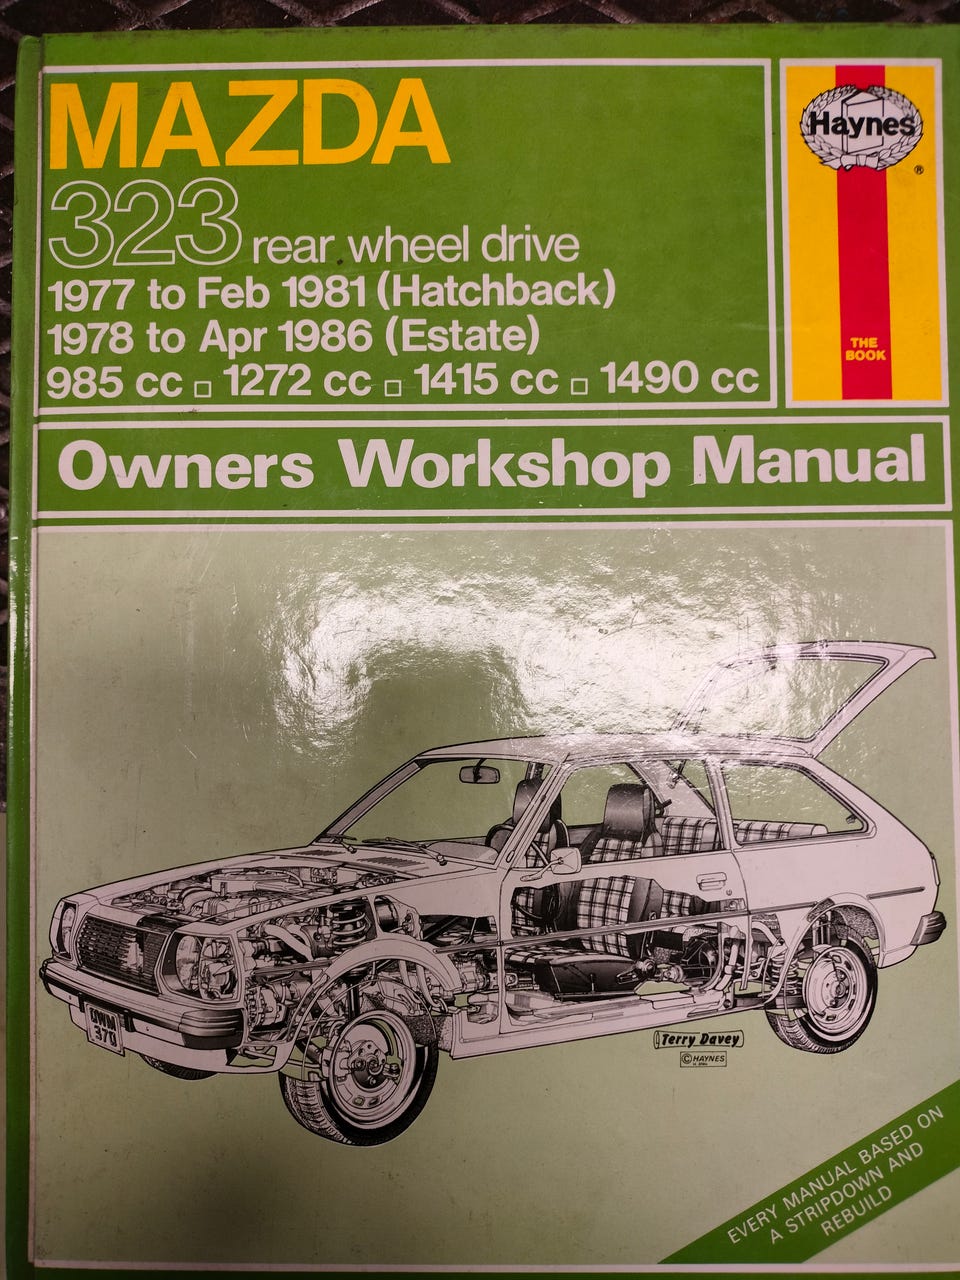 MAZDA
323 rear wheel drive
1977 to Feb 1981 (Hatchback)
1978 to Apr 1986 (Estate)
985 cc □ 1272 cc □ 1415 cc □ 1490 cc
Haynes
®
THE
BOOK
Owners Workshop Manual
370
Terry Davey
© HAYNES
EVERY MANUAL BASED ON
A STRIPDOWN AND
REBUILD